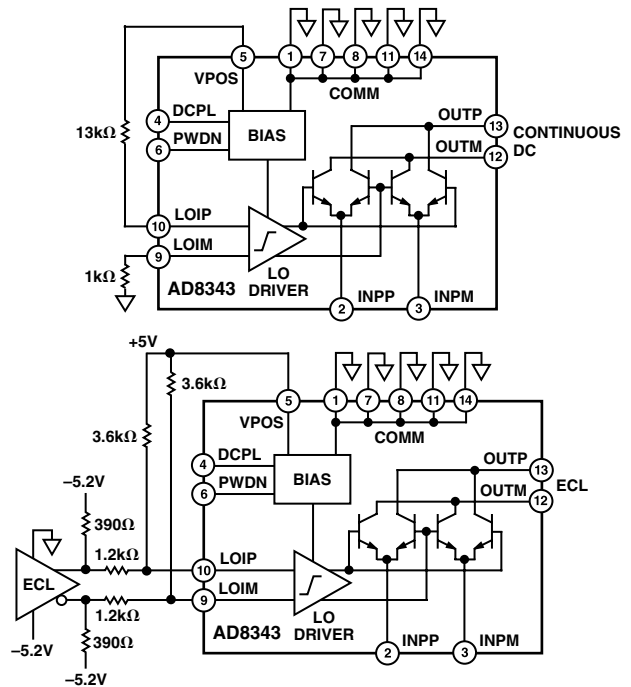 1 7 8 11 14
5
VPOS
COMM
4 DCPL
6 PWDN
BIAS
OUTP 13
OUTM 12
CONTINUOUS
DC
13kΩ
10 LOIP
9 LOIM
1kΩ
AD8343
LO
DRIVER
2 INPP
3 INPM
+5V
3.6kΩ
3.6kΩ
5
1 7 8 11 14
VPOS
COMM
4 DCPL
6 PWDN
BIAS
OUTP 13
OUTM 12
ECL
–5.2V
390Ω
1.2kΩ
ECL
10 LOIP
9 LOIM
1.2kΩ
–5.2V
390Ω
–5.2V
AD8343
LO
DRIVER
2 INPP
3 INPM